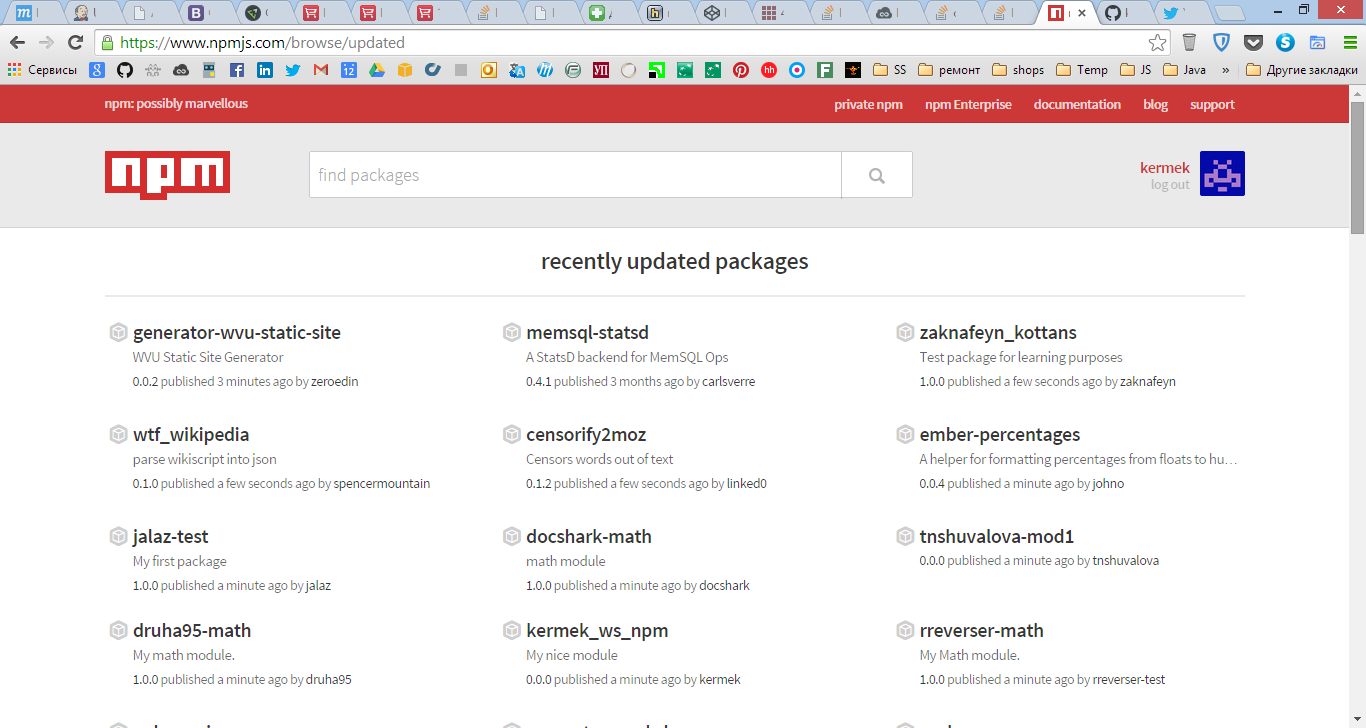 https://www.npmjs.com/browse/updated
Сервисы
SS
ремонт
shops
Temp
JS
Java
»
Другие закладки
npm: possibly marvellous
private npm
npm Enterprise
documentation
blog
support
npm
find packages
kermek
log out
recently updated packages
generator-wvu-static-site
WVU Static Site Generator
0.0.2 published 3 minutes ago by zeroedin
memsql-statsd
A StatsD backend for MemSQL Ops
0.4.1 published 3 months ago by carlsverre
zaknafeyn_kottans
Test package for learning purposes
1.0.0 published a few seconds ago by zaknafeyn
wtf_wikipedia
parse wikiscript into json
0.1.0 published a few seconds ago by spencermountain
censorify2moz
Censors words out of text
0.1.2 published a few seconds ago by linked0
ember-percentages
A helper for formatting percentages from floats to hu…
0.0.4 published a minute ago by johno
jalaz-test
My first package
1.0.0 published a minute ago by jalaz
docshark-math
math module
1.0.0 published a minute ago by docshark
tnshuvalova-mod1
0.0.0 published a minute ago by tnshuvalova
druha95-math
My math module.
1.0.0 published a minute ago by druha95
kermek_ws_npm
My nice module
0.0.0 published a minute ago by kermek
rreverser-math
My Math module.
1.0.0 published a minute ago by rreverser-test